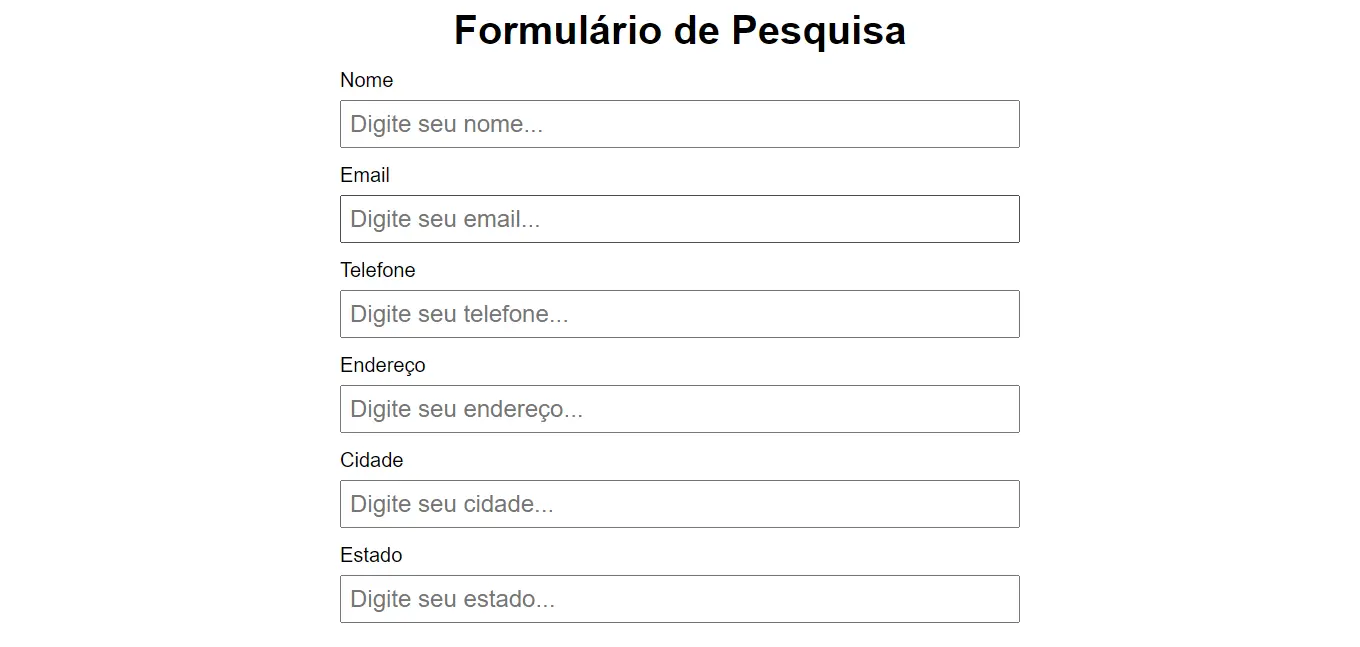 Formulário de Pesquisa
Nome
Digite seu nome...
Email
Digite seu email...
Telefone
Digite seu telefone...
Endereço
Digite seu endereço...
Cidade
Digite seu cidade...
Estado
Digite seu estado...